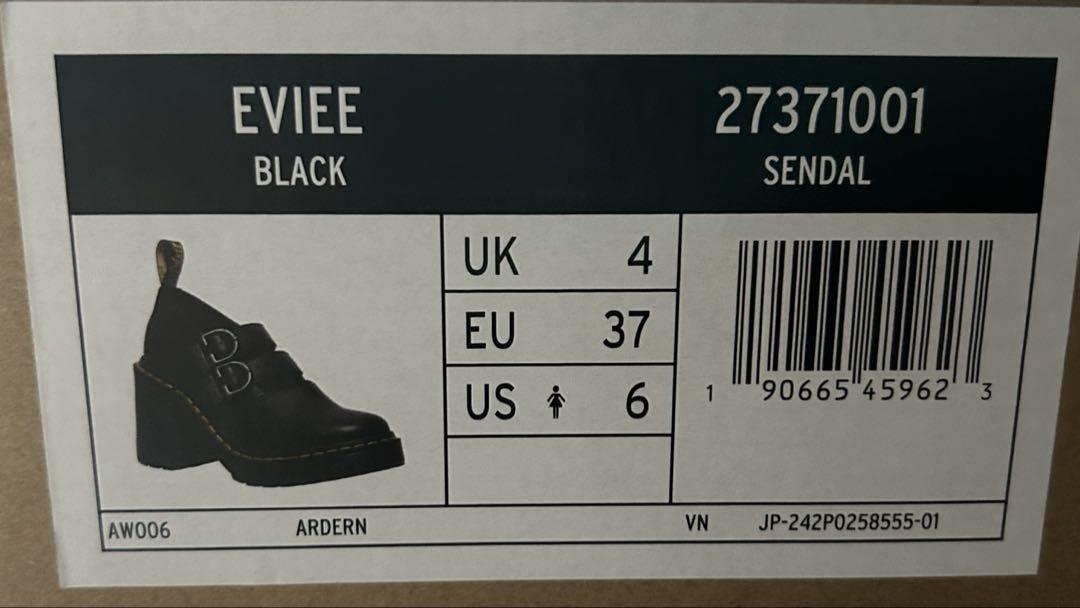 EVIEE
BLACK
27371001
SENDAL
UK 4
EU 37
US 6
1 90665 45962 3
AW006 ARDERN VN JP-242P0258555-01